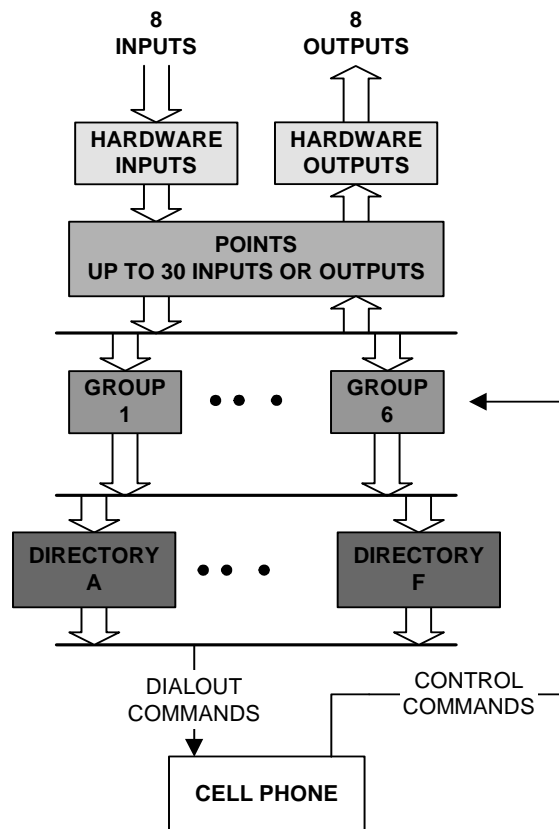 8
INPUTS
8
OUTPUTS
HARDWARE
INPUTS
HARDWARE
OUTPUTS
POINTS
UP TO 30 INPUTS OR OUTPUTS
GROUP
1
GROUP
6
DIRECTORY
A
DIRECTORY
F
DIALOUT
COMMANDS
CONTROL
COMMANDS
CELL PHONE